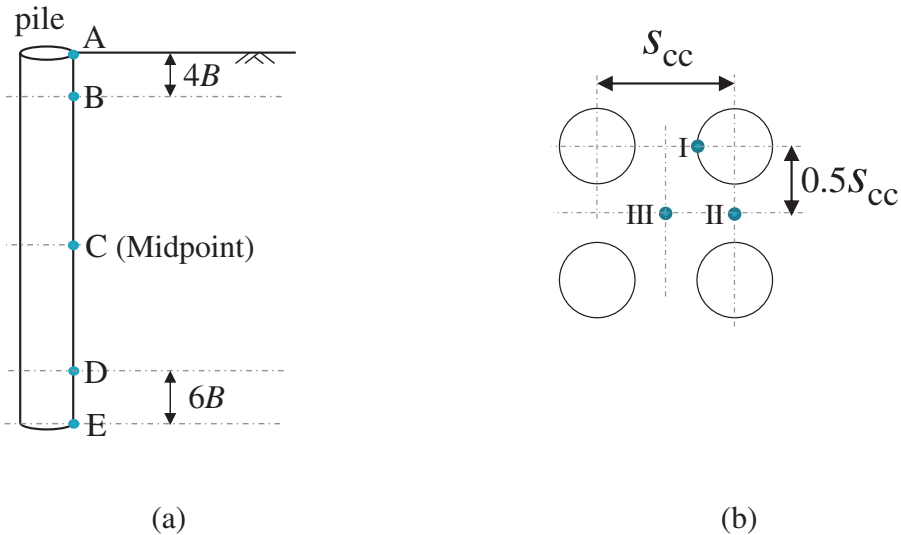 pile
A
4B
B
C (Midpoint)
D
6B
E
(a)
s_cc
I
0.5s_cc
III
II
(b)